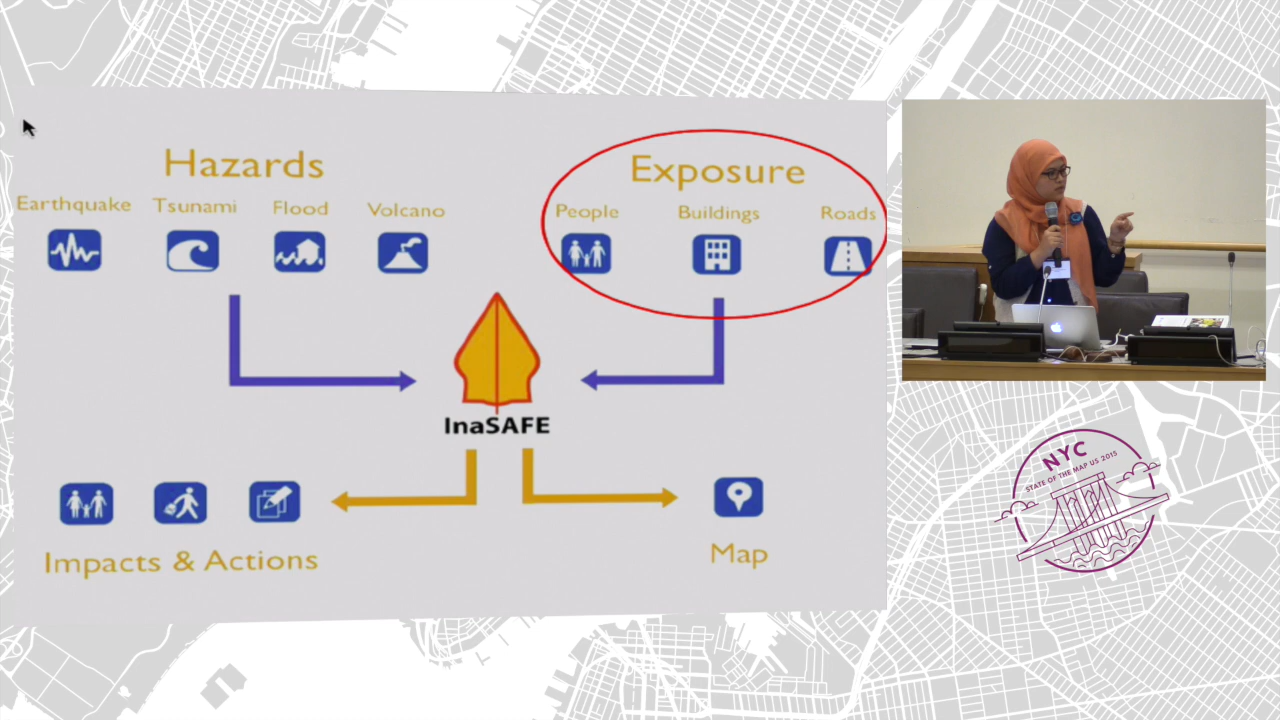 Hazards
Exposure
Earthquake
Tsunami
Flood
Volcano
People
Buildings
Roads
InaSAFE
Impacts & Actions
Map
NYC
STATE OF THE MAP US 2015